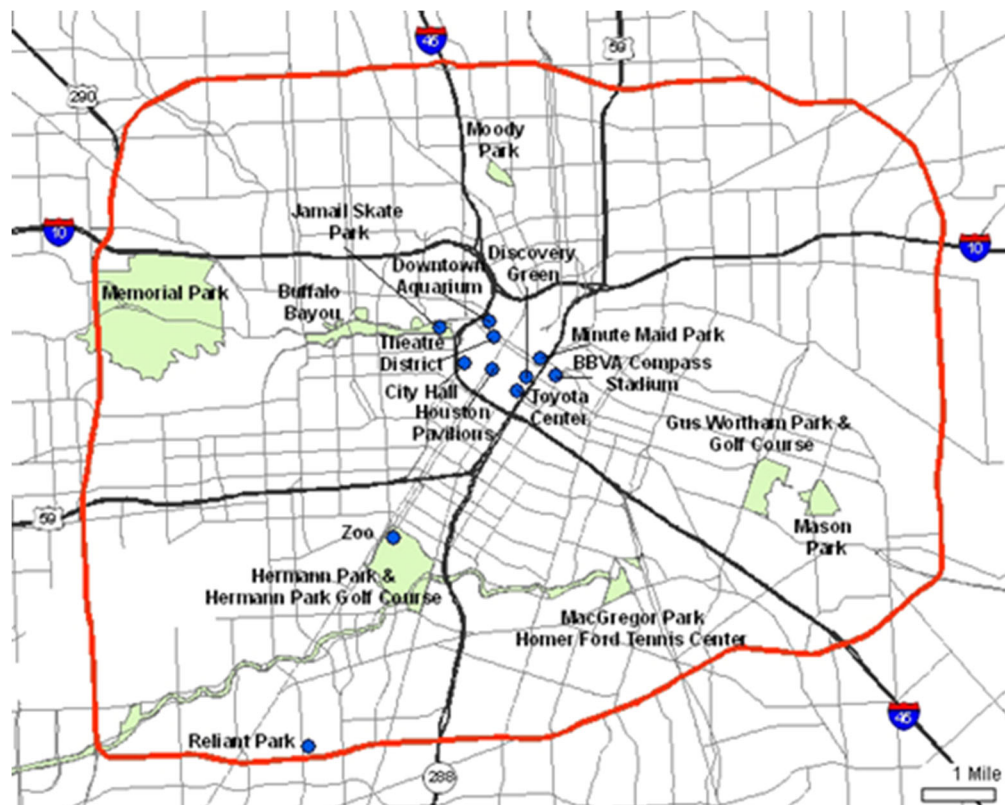 45
59
290
Moody
Park
Jamail Skate
Park
10
Discovery
Green
10
Downtown
Aquarium
Memorial Park
Buffalo
Bayou
Minute Maid Park
Theatre
District
BBVA Compass
Stadium
City Hall
Toyota
Center
Houston
Pavilions
Gus Wortham Park &
Golf Course
59
Mason
Park
Zoo
Hermann Park &
Hermann Park Golf Course
MacGregor Park
Homer Ford Tennis Center
45
Reliant Park
288
1 Mile